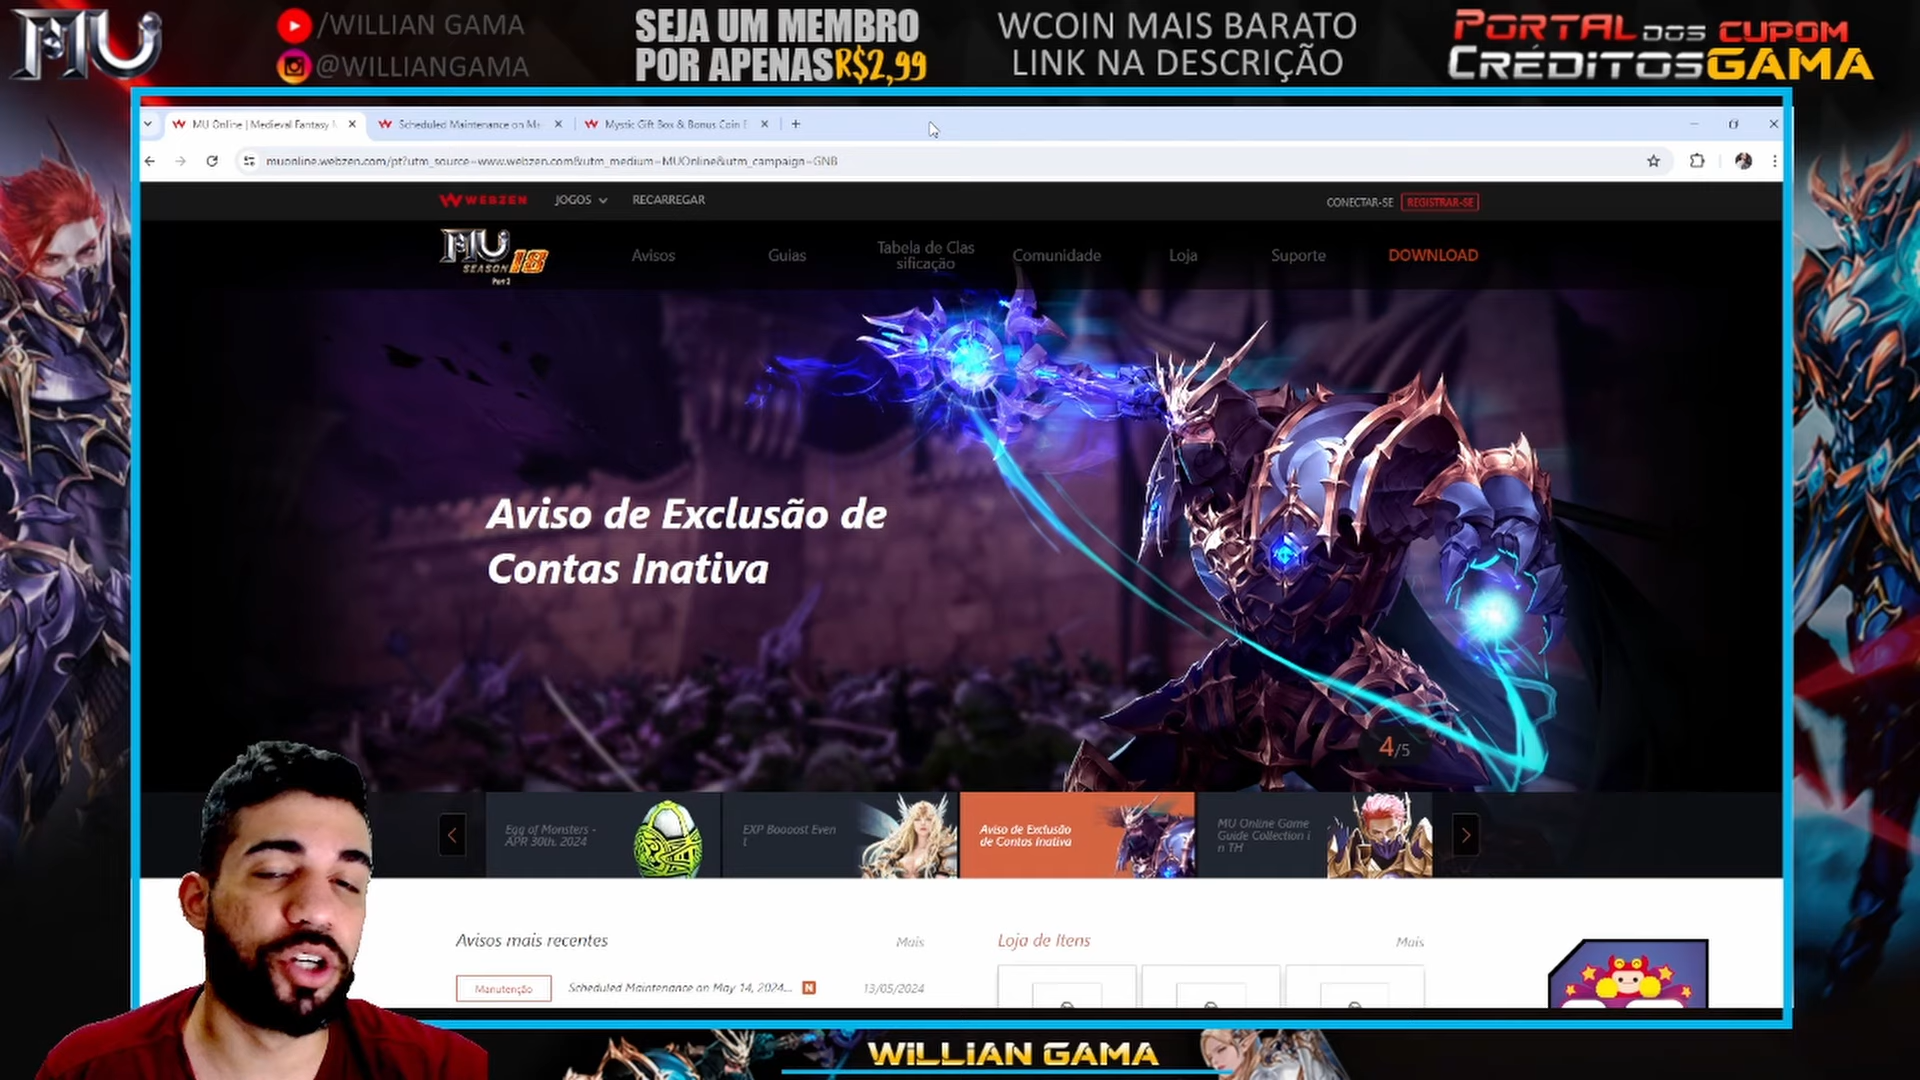 MU
/WILLIAN GAMA
@WILLIANGAMA
SEJA UM MEMBRO
POR APENAS R$2,99
WCOIN MAIS BARATO
LINK NA DESCRIÇÃO
PORTAL DOS CUPOM
CRÉDITOS GAMA
MU Online | Medieval Fantasy M
Scheduled Maintenance on Ma
Mystic Gift Box & Bonus Coin E
muonline.webzen.com/pt?utm_source=www.webzen.com&utm_medium=MUOnline&utm_campaign=GNB
WEBZEN
JOGOS
RECARREGAR
CONECTAR-SE
REGISTRAR-SE
MU
SEASON 18
Part 2
Avisos
Guias
Tabela de Clas
sificação
Comunidade
Loja
Suporte
DOWNLOAD
Aviso de Exclusão de
Contas Inativa
4/5
Egg of Monsters -
APR 30th, 2024
EXP Boooost Even
t
Aviso de Exclusão
de Contas Inativa
MU Online Game
Guide Collection i
n TH
Avisos mais recentes
Mais
Loja de Itens
Mais
Manutenção
Scheduled Maintenance on May 14, 2024...
N
13/05/2024
WILLIAN GAMA